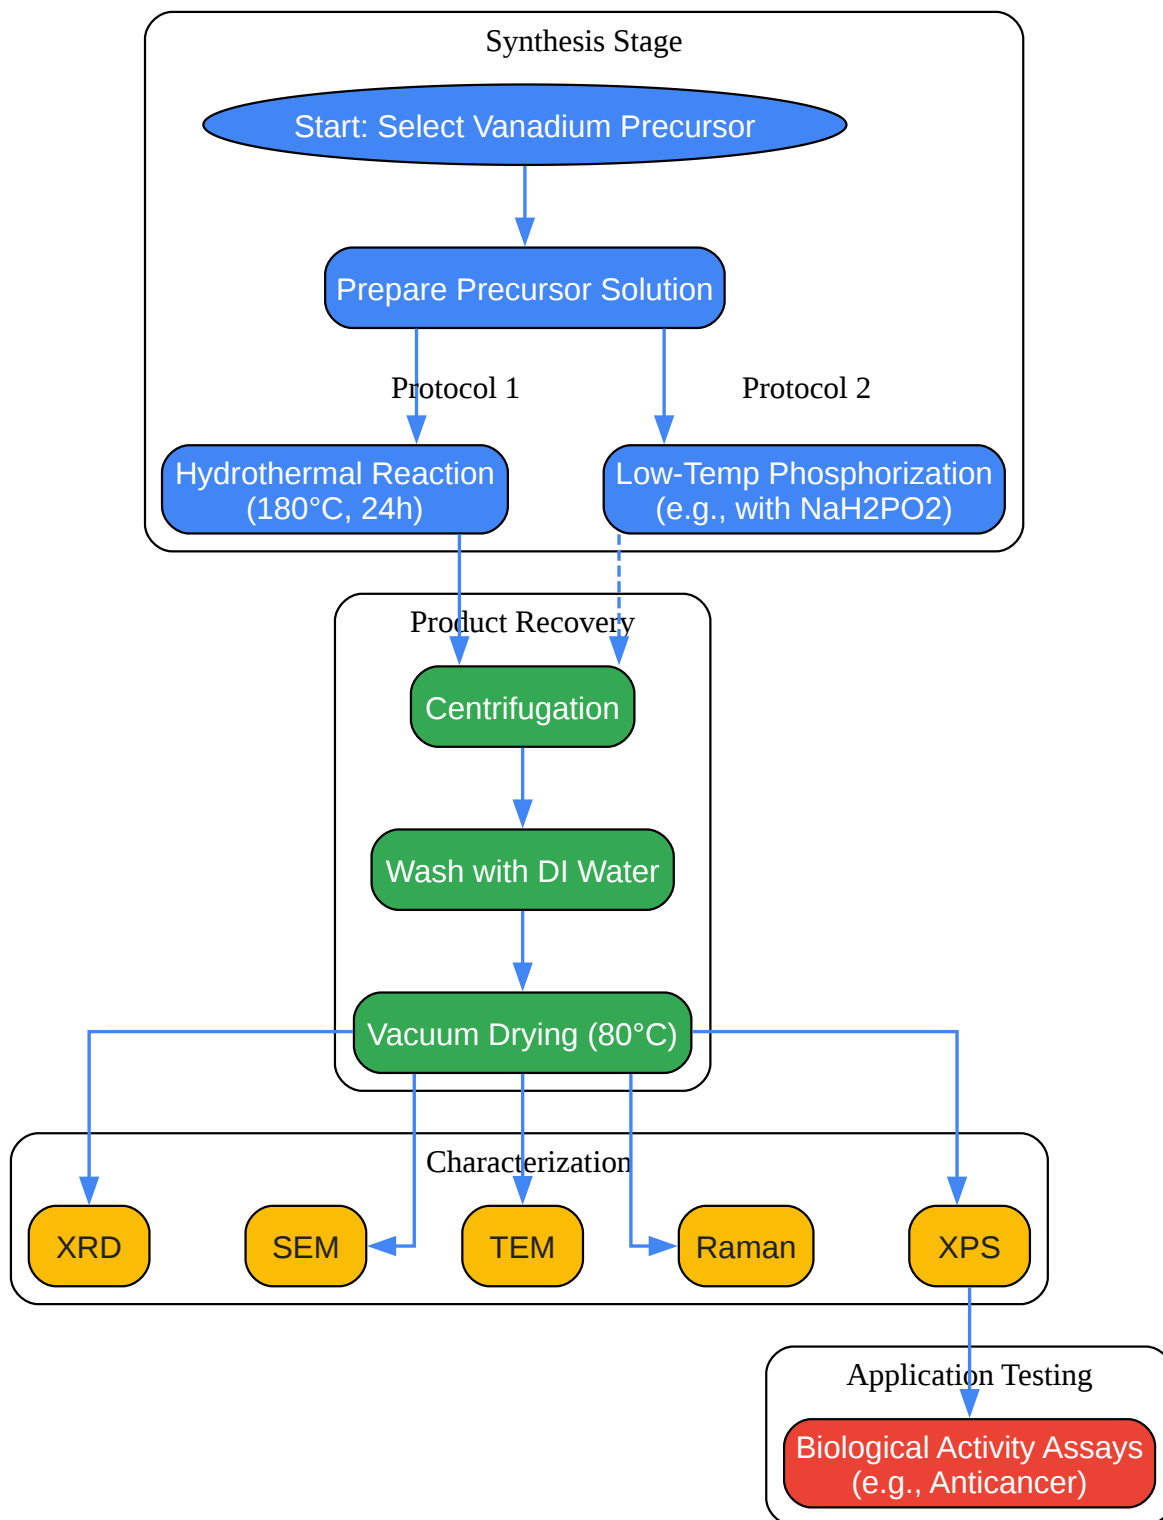 Synthesis Stage
Start: Select Vanadium Precursor
Prepare Precursor Solution
Protocol 1
Protocol 2
Hydrothermal Reaction
(180°C, 24h)
Low-Temp Phosphorization
(e.g., with NaH2PO2)
Product Recovery
Centrifugation
Wash with DI Water
Vacuum Drying (80°C)
Characterization
XRD
SEM
TEM
Raman
XPS
Application Testing
Biological Activity Assays
(e.g., Anticancer)